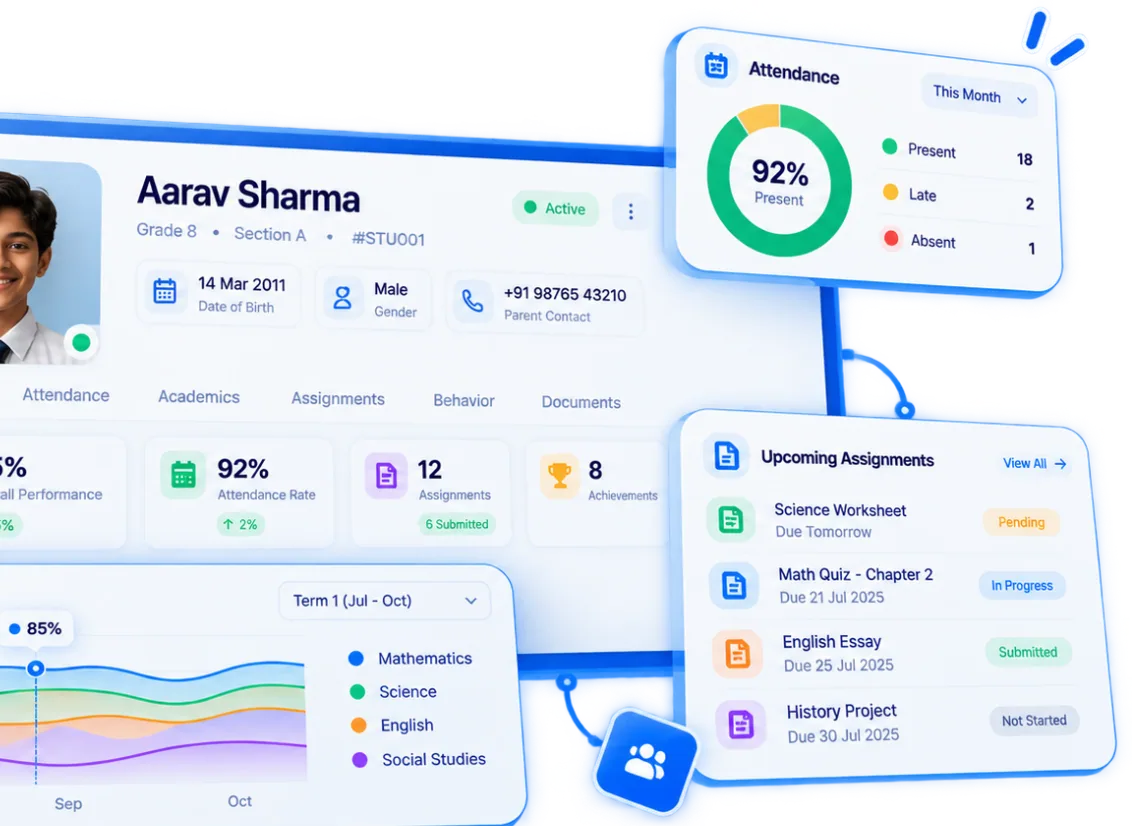 Attendance
This Month
92%
Present
Present 18
Late 2
Absent 1
Aarav Sharma
Active
Grade 8 • Section A • #STU001
14 Mar 2011
Date of Birth
Male
Gender
+91 98765 43210
Parent Contact
Attendance
Academics
Assignments
Behavior
Documents
5%
all Performance
5%
92%
Attendance Rate
↑ 2%
12
Assignments
6 Submitted
8
Achievements
Upcoming Assignments
View All →
Science Worksheet
Due Tomorrow
Pending
Math Quiz - Chapter 2
Due 21 Jul 2025
In Progress
English Essay
Due 25 Jul 2025
Submitted
History Project
Due 30 Jul 2025
Not Started
Term 1 (Jul - Oct)
85%
Mathematics
Science
English
Social Studies
Sep
Oct